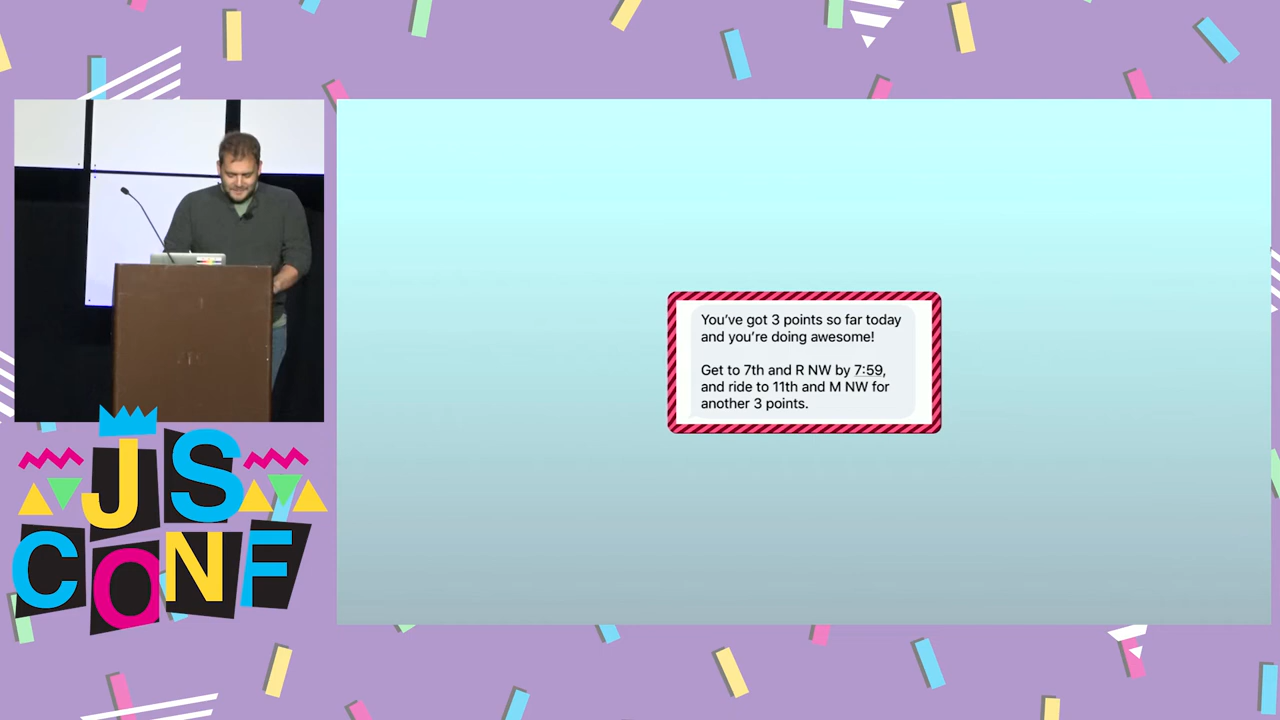 You've got 3 points so far today
and you're doing awesome!
Get to 7th and R NW by 7:59,
and ride to 11th and M NW for
another 3 points.
JS
CONF